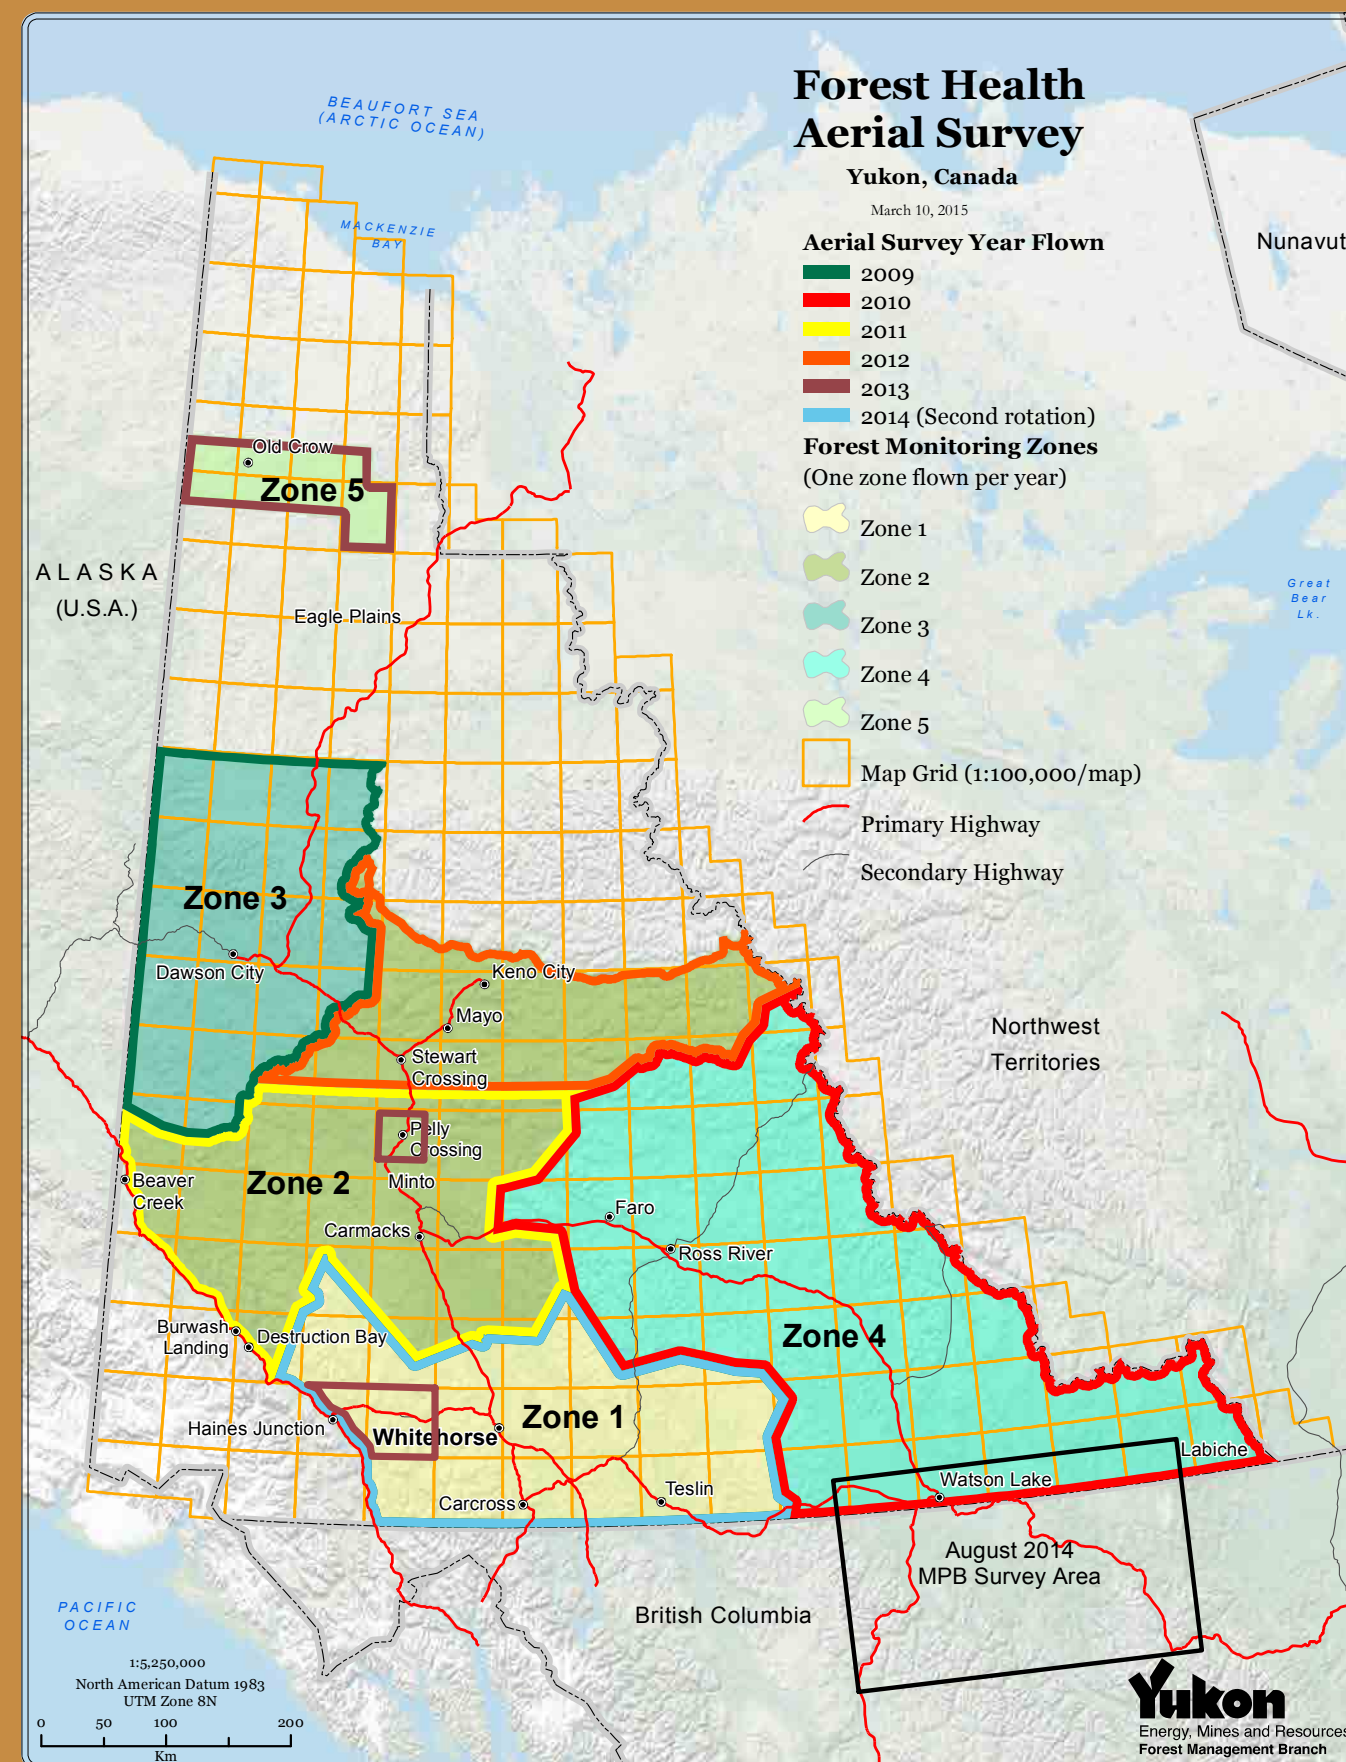 Forest Health
Aerial Survey
Yukon, Canada
March 10, 2015
Aerial Survey Year Flown
2009
2010
2011
2012
2013
2014 (Second rotation)
Forest Monitoring Zones
(One zone flown per year)
Zone 1
Zone 2
Zone 3
Zone 4
Zone 5
Map Grid (1:100,000/map)
Primary Highway
Secondary Highway
BEAUFORT SEA
(ARCTIC OCEAN)
MACKENZIE
BAY
Nunavut
Old Crow
Zone 5
ALASKA
(U.S.A.)
Eagle Plains
Great
Bear
Lk.
Zone 3
Dawson City
Keno City
Mayo
Stewart
Crossing
Northwest
Territories
Pelly
Crossing
Minto
Zone 2
Beaver
Creek
Carmacks
Faro
Ross River
Burwash
Landing
Destruction Bay
Zone 4
Haines Junction
Whitehorse
Zone 1
Labiche
Watson Lake
Carcross
Teslin
August 2014
MPB Survey Area
British Columbia
PACIFIC
OCEAN
1:5,250,000
North American Datum 1983
UTM Zone 8N
0 50 100 200
Km
Yukon
Energy, Mines and Resources
Forest Management Branch